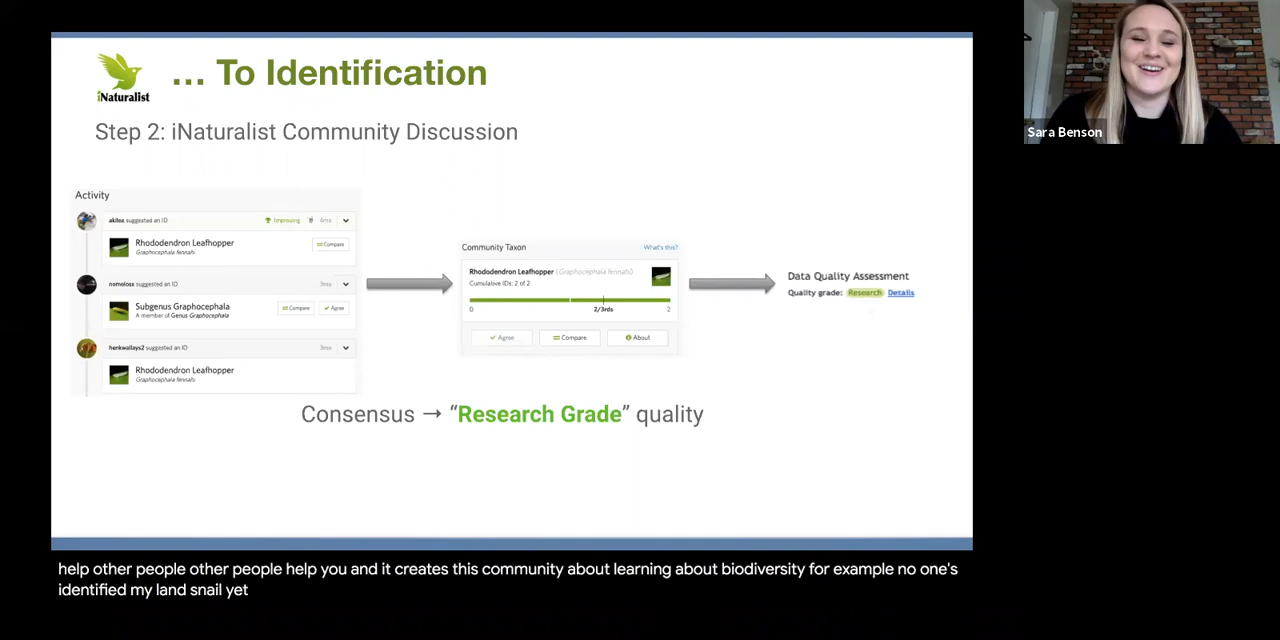 iNaturalist
... To Identification
Step 2: iNaturalist Community Discussion
Activity
akilee suggested an ID
Improving
6mo
Rhododendron Leafhopper
Graphocephala fennahi
Compare
suggested an ID
3mo
Subgenus Graphocephala
A member of Genus Graphocephala
Compare
Agree
henkwallays2 suggested an ID
3mo
Rhododendron Leafhopper
Graphocephala fennahi
Community Taxon
What's this?
Rhododendron Leafhopper (Graphocephala fennahi)
Cumulative IDs: 2 of 2
0
2/3rds
2
Agree
Compare
About
Data Quality Assessment
Quality grade: Research Details
Consensus → “Research Grade” quality
Sara Benson
help other people other people help you and it creates this community about learning about biodiversity for example no one's
identified my land snail yet